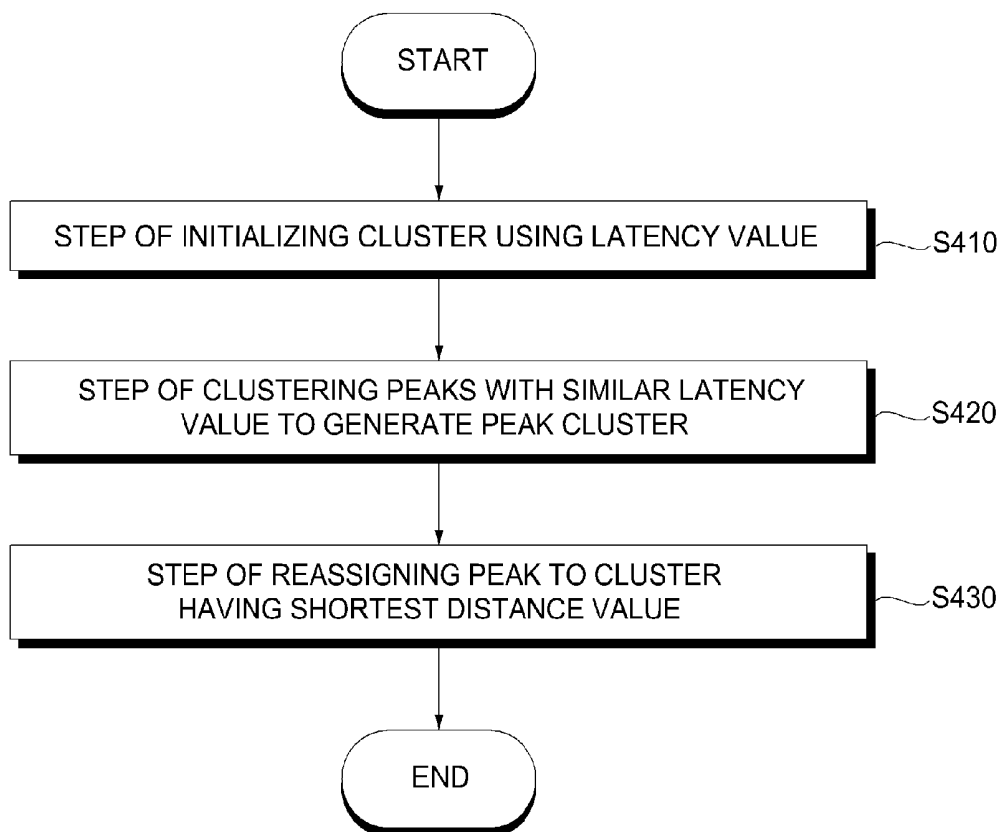 START
STEP OF INITIALIZING CLUSTER USING LATENCY VALUE
S410
STEP OF CLUSTERING PEAKS WITH SIMILAR LATENCY
VALUE TO GENERATE PEAK CLUSTER
S420
STEP OF REASSIGNING PEAK TO CLUSTER
HAVING SHORTEST DISTANCE VALUE
S430
END